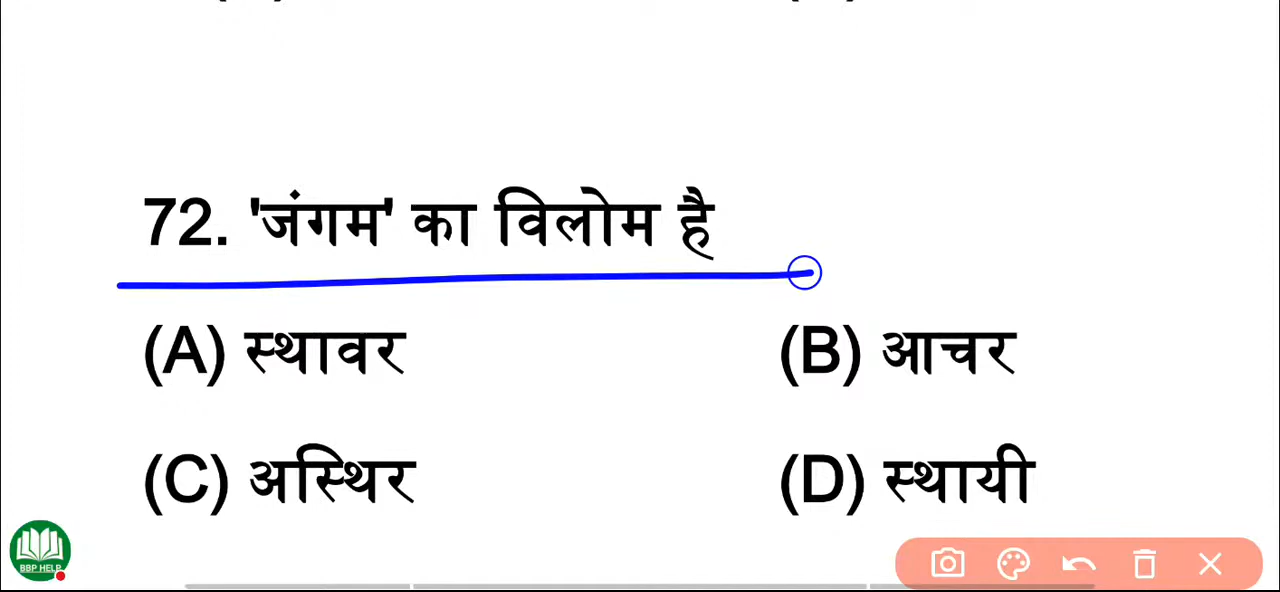 72. 'जंगम' का विलोम है
(A) स्थावर (B) आचर
(C) अस्थिर (D) स्थायी
BBP HELP